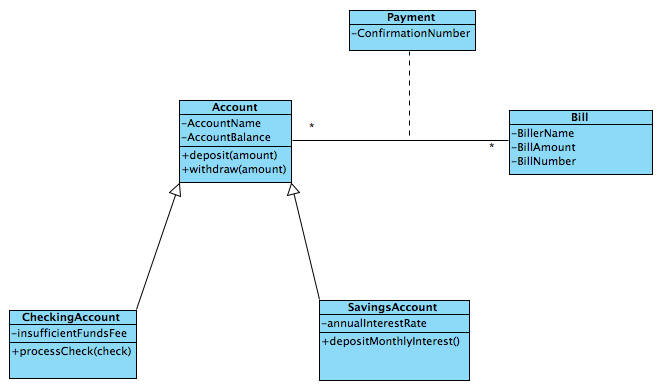 Payment
-ConfirmationNumber
Account
-AccountName
-AccountBalance
+deposit(amount)
+withdraw(amount)
*
*
Bill
-BillerName
-BillAmount
-BillNumber
CheckingAccount
-insufficientFundsFee
+processCheck(check)
SavingsAccount
-annualInterestRate
+depositMonthlyInterest()